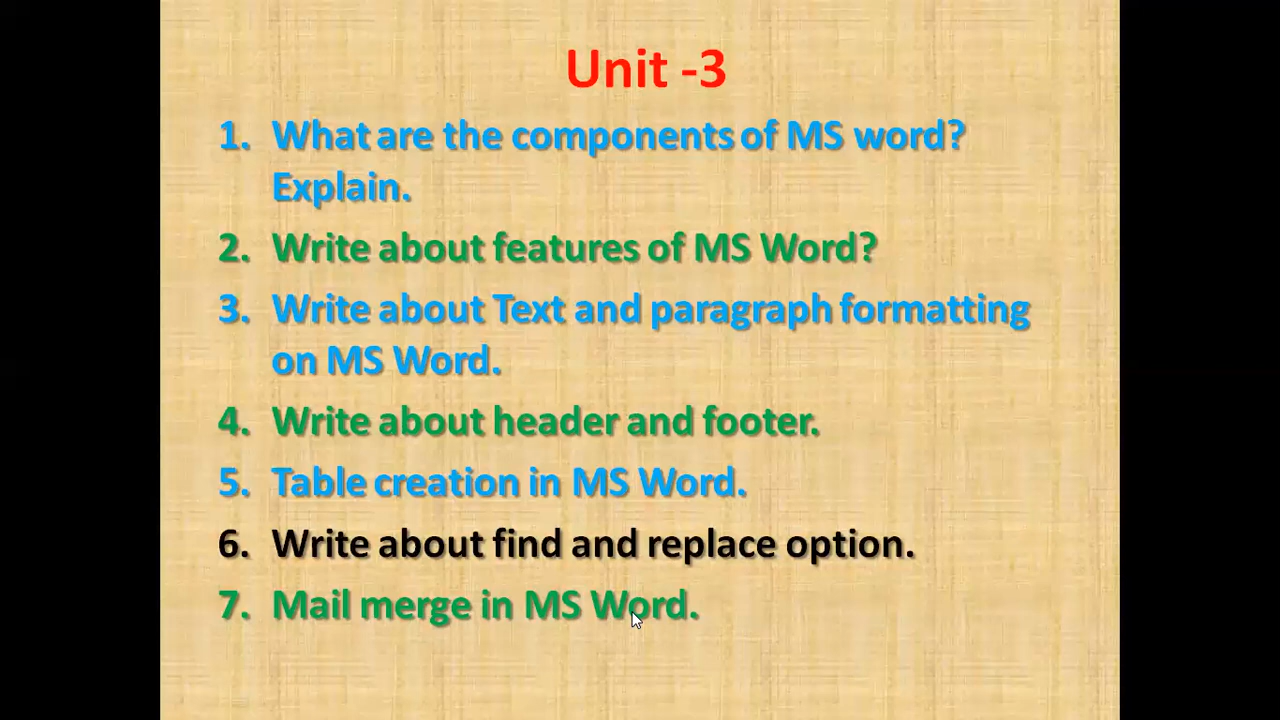 Unit -3
1. What are the components of MS word?
Explain.
2. Write about features of MS Word?
3. Write about Text and paragraph formatting
on MS Word.
4. Write about header and footer.
5. Table creation in MS Word.
6. Write about find and replace option.
7. Mail merge in MS Word.